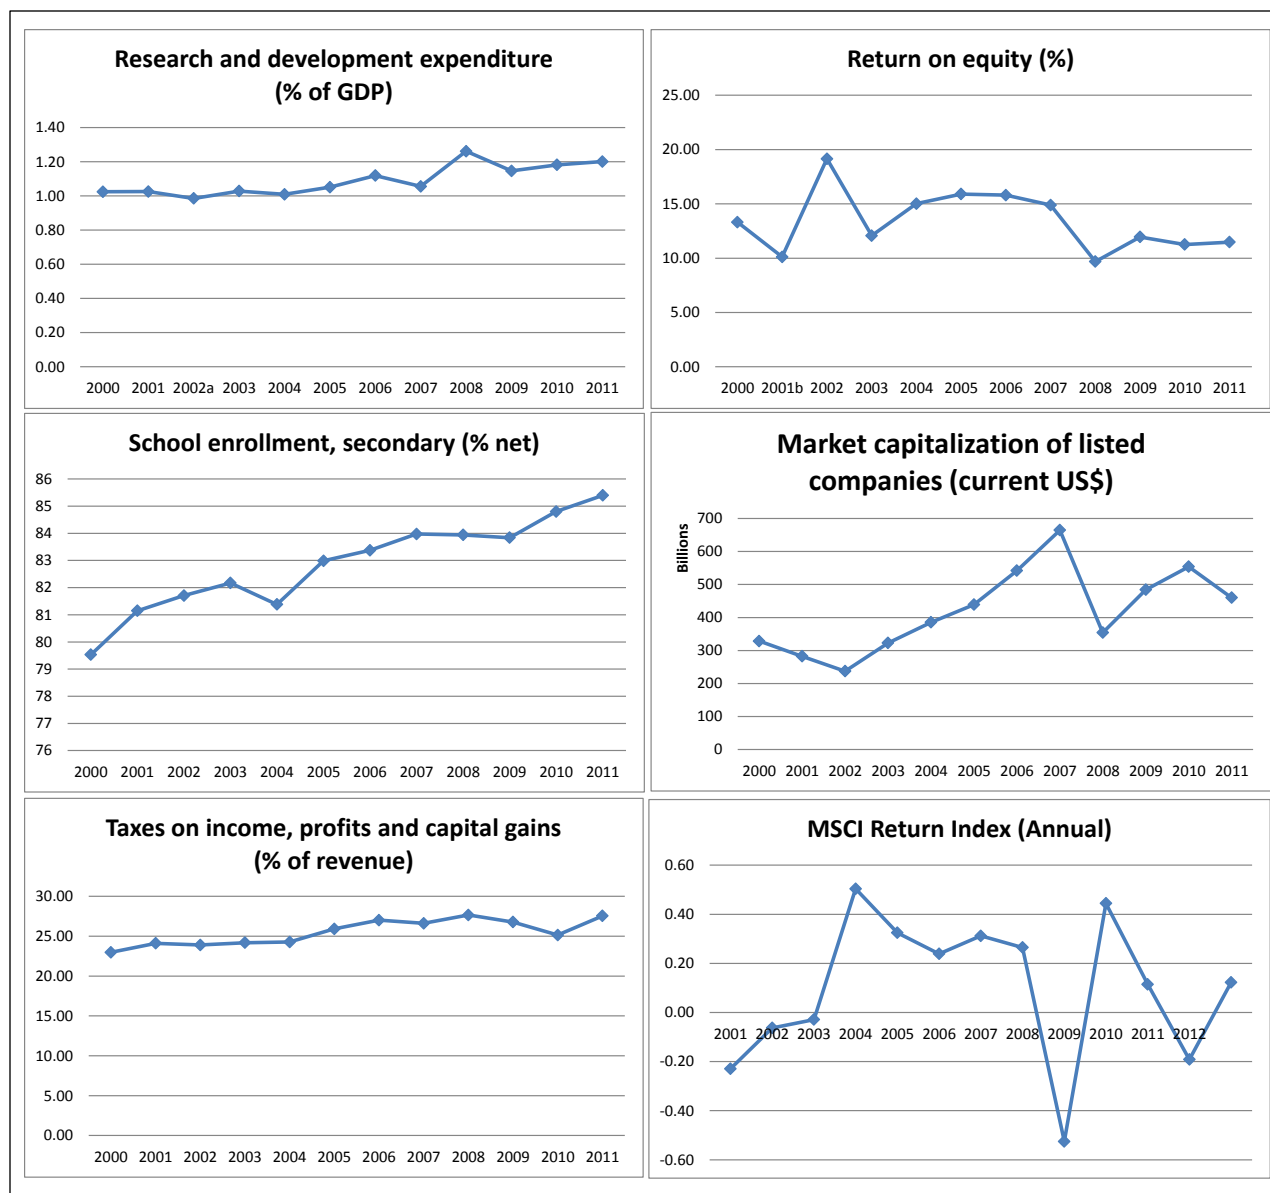 Research and development expenditure
(% of GDP)
1.40
1.20
1.00
0.80
0.60
0.40
0.20
0.00
2000 2001 2002a 2003 2004 2005 2006 2007 2008 2009 2010 2011
Return on equity (%)
25.00
20.00
15.00
10.00
5.00
0.00
2000 2001b 2002 2003 2004 2005 2006 2007 2008 2009 2010 2011
School enrollment, secondary (% net)
86
85
84
83
82
81
80
79
78
77
76
2000 2001 2002 2003 2004 2005 2006 2007 2008 2009 2010 2011
Market capitalization of listed
companies (current US$)
Billions
700
600
500
400
300
200
100
0
2000 2001 2002 2003 2004 2005 2006 2007 2008 2009 2010 2011
Taxes on income, profits and capital gains
(% of revenue)
30.00
25.00
20.00
15.00
10.00
5.00
0.00
2000 2001 2002 2003 2004 2005 2006 2007 2008 2009 2010 2011
MSCI Return Index (Annual)
0.60
0.40
0.20
0.00
-0.20
-0.40
-0.60
2001 2002 2003 2004 2005 2006 2007 2008 2009 2010 2011 2012